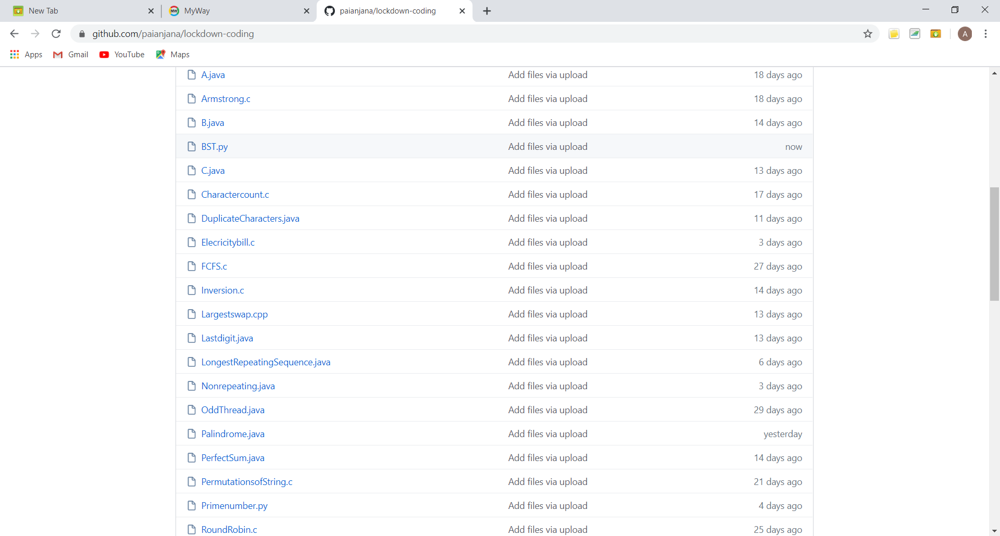 New Tab
MyWay
paianjana/lockdown-coding
github.com/paianjana/lockdown-coding
A
Apps
Gmail
YouTube
Maps
A.java Add files via upload 18 days ago
Armstrong.c Add files via upload 18 days ago
B.java Add files via upload 14 days ago
BST.py Add files via upload now
C.java Add files via upload 13 days ago
Charactercount.c Add files via upload 17 days ago
DuplicateCharacters.java Add files via upload 11 days ago
Elecricitybill.c Add files via upload 3 days ago
FCFS.c Add files via upload 27 days ago
Inversion.c Add files via upload 14 days ago
Largestswap.cpp Add files via upload 13 days ago
Lastdigit.java Add files via upload 13 days ago
LongestRepeatingSequence.java Add files via upload 6 days ago
Nonrepeating.java Add files via upload 3 days ago
OddThread.java Add files via upload 29 days ago
Palindrome.java Add files via upload yesterday
PerfectSum.java Add files via upload 14 days ago
PermutationsofString.c Add files via upload 21 days ago
Primenumber.py Add files via upload 4 days ago
RoundRobin.c Add files via upload 25 days ago